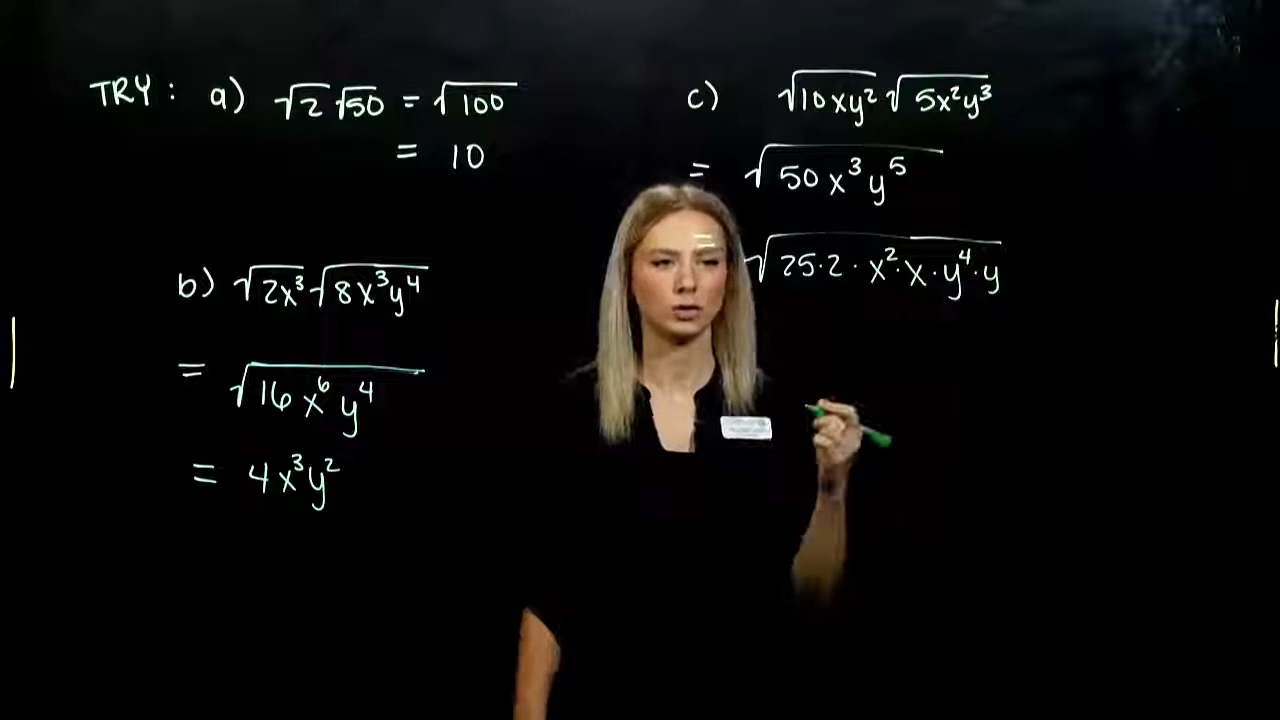 TRY: a) √2 √50 = √100
= 10
b) √2x³ √8x³y⁴
= √16x⁶y⁴
= 4x³y²
c) √10xy² √5x²y³
= √50x³y⁵
= √25·2·x²·x·y⁴·y